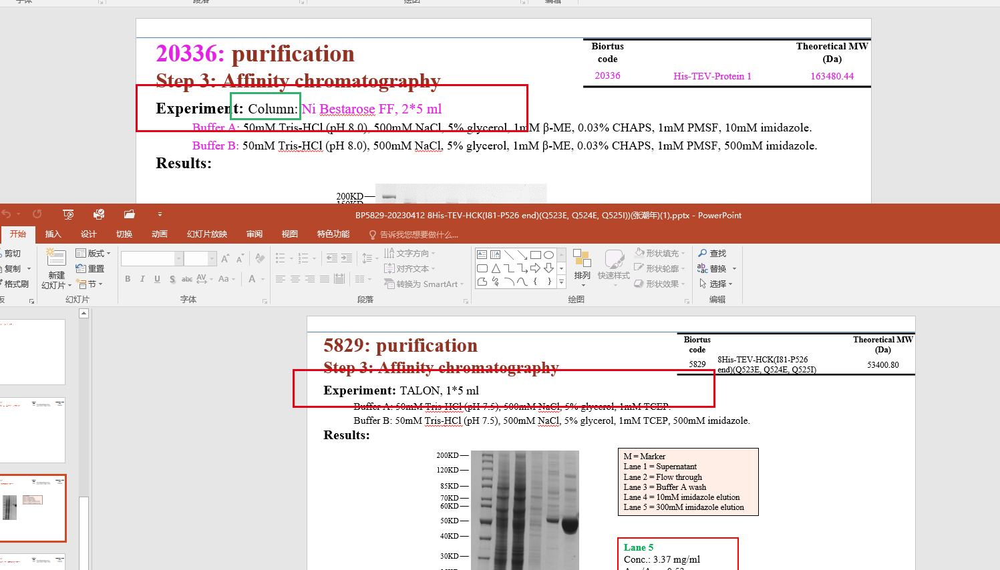 字体
段落
绘图
编辑
20336: purification
Step 3: Affinity chromatography
Biortus code
Theoretical MW (Da)
20336
His-TEV-Protein 1
163480.44
Experiment: Column: Ni Bestarose FF, 2*5 ml
Buffer A: 50mM Tris-HCl (pH 8.0), 500mM NaCl, 5% glycerol, 1mM β-ME, 0.03% CHAPS, 1mM PMSF, 10mM imidazole.
Buffer B: 50mM Tris-HCl (pH 8.0), 500mM NaCl, 5% glycerol, 1mM β-ME, 0.03% CHAPS, 1mM PMSF, 500mM imidazole.
Results:
200KD
150KD
BP5829-20230412 8His-TEV-HCK(I81-P526 end)(Q523E, Q524E, Q525I))(张潮年)(1).pptx - PowerPoint
开始 插入 设计 切换 动画 幻灯片放映 审阅 视图 特色功能 告诉我您想要做什么...
剪切
复制
格式刷
板
新建
幻灯片
版式
重置
节
幻灯片
B I U S abc AV Aa A
字体
文字方向
对齐文本
转换为 SmartArt
段落
排列
快速样式
形状填充
形状轮廓
形状效果
绘图
查找
替换
选择
编辑
5829: purification
Step 3: Affinity chromatography
Biortus code
Theoretical MW (Da)
5829
8His-TEV-HCK(I81-P526 end)(Q523E, Q524E, Q525I)
53400.80
Experiment: TALON, 1*5 ml
Buffer A: 50mM Tris-HCl (pH 7.5), 500mM NaCl, 5% glycerol, 1mM TCEP.
Buffer B: 50mM Tris-HCl (pH 7.5), 500mM NaCl, 5% glycerol, 1mM TCEP, 500mM imidazole.
Results:
200KD
120KD
85KD
70KD
60KD
50KD
40KD
30KD
M = Marker
Lane 1 = Supernatant
Lane 2 = Flow through
Lane 3 = Buffer A wash
Lane 4 = 10mM imidazole elution
Lane 5 = 300mM imidazole elution
Lane 5
Conc.: 3.37 mg/ml